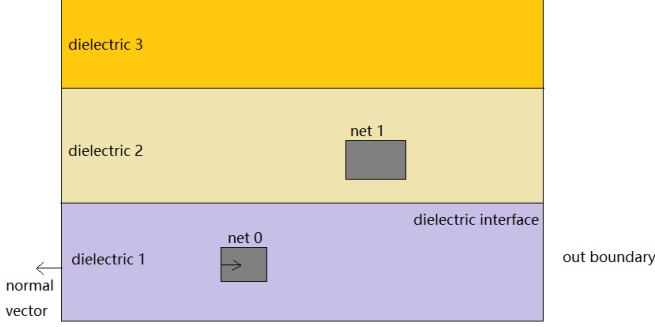 dielectric 3
net 1
dielectric 2
dielectric interface
net 0
dielectric 1
out boundary
normal
vector